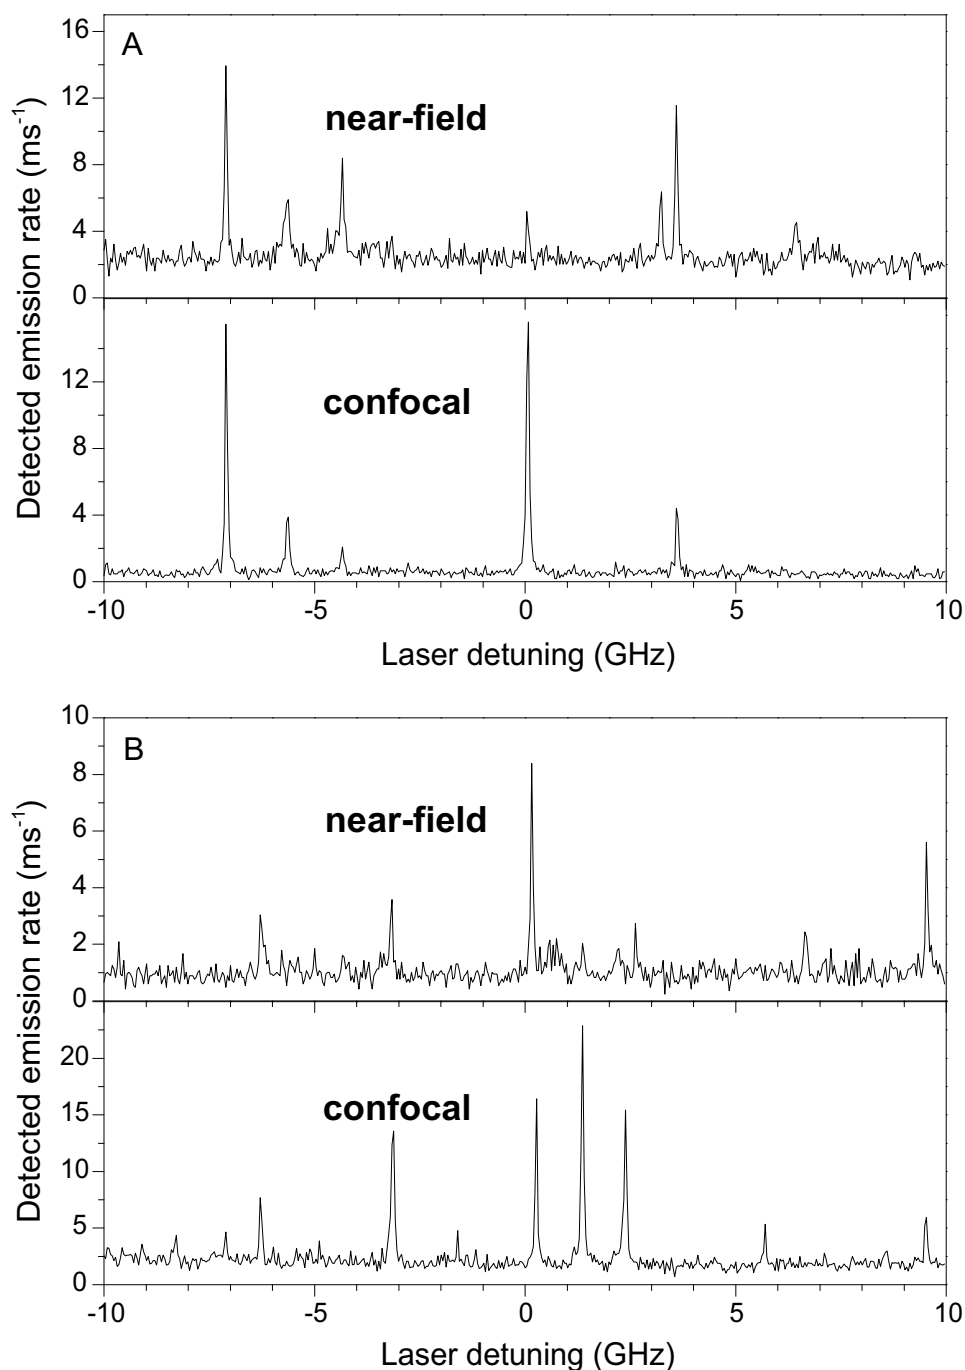 A
near-field
16
12
8
4
0
Detected emission rate (ms⁻¹)
confocal
12
8
4
0
-10 -5 0 5 10
Laser detuning (GHz)
B
near-field
10
8
6
4
2
0
Detected emission rate (ms⁻¹)
confocal
20
15
10
5
0
-10 -5 0 5 10
Laser detuning (GHz)